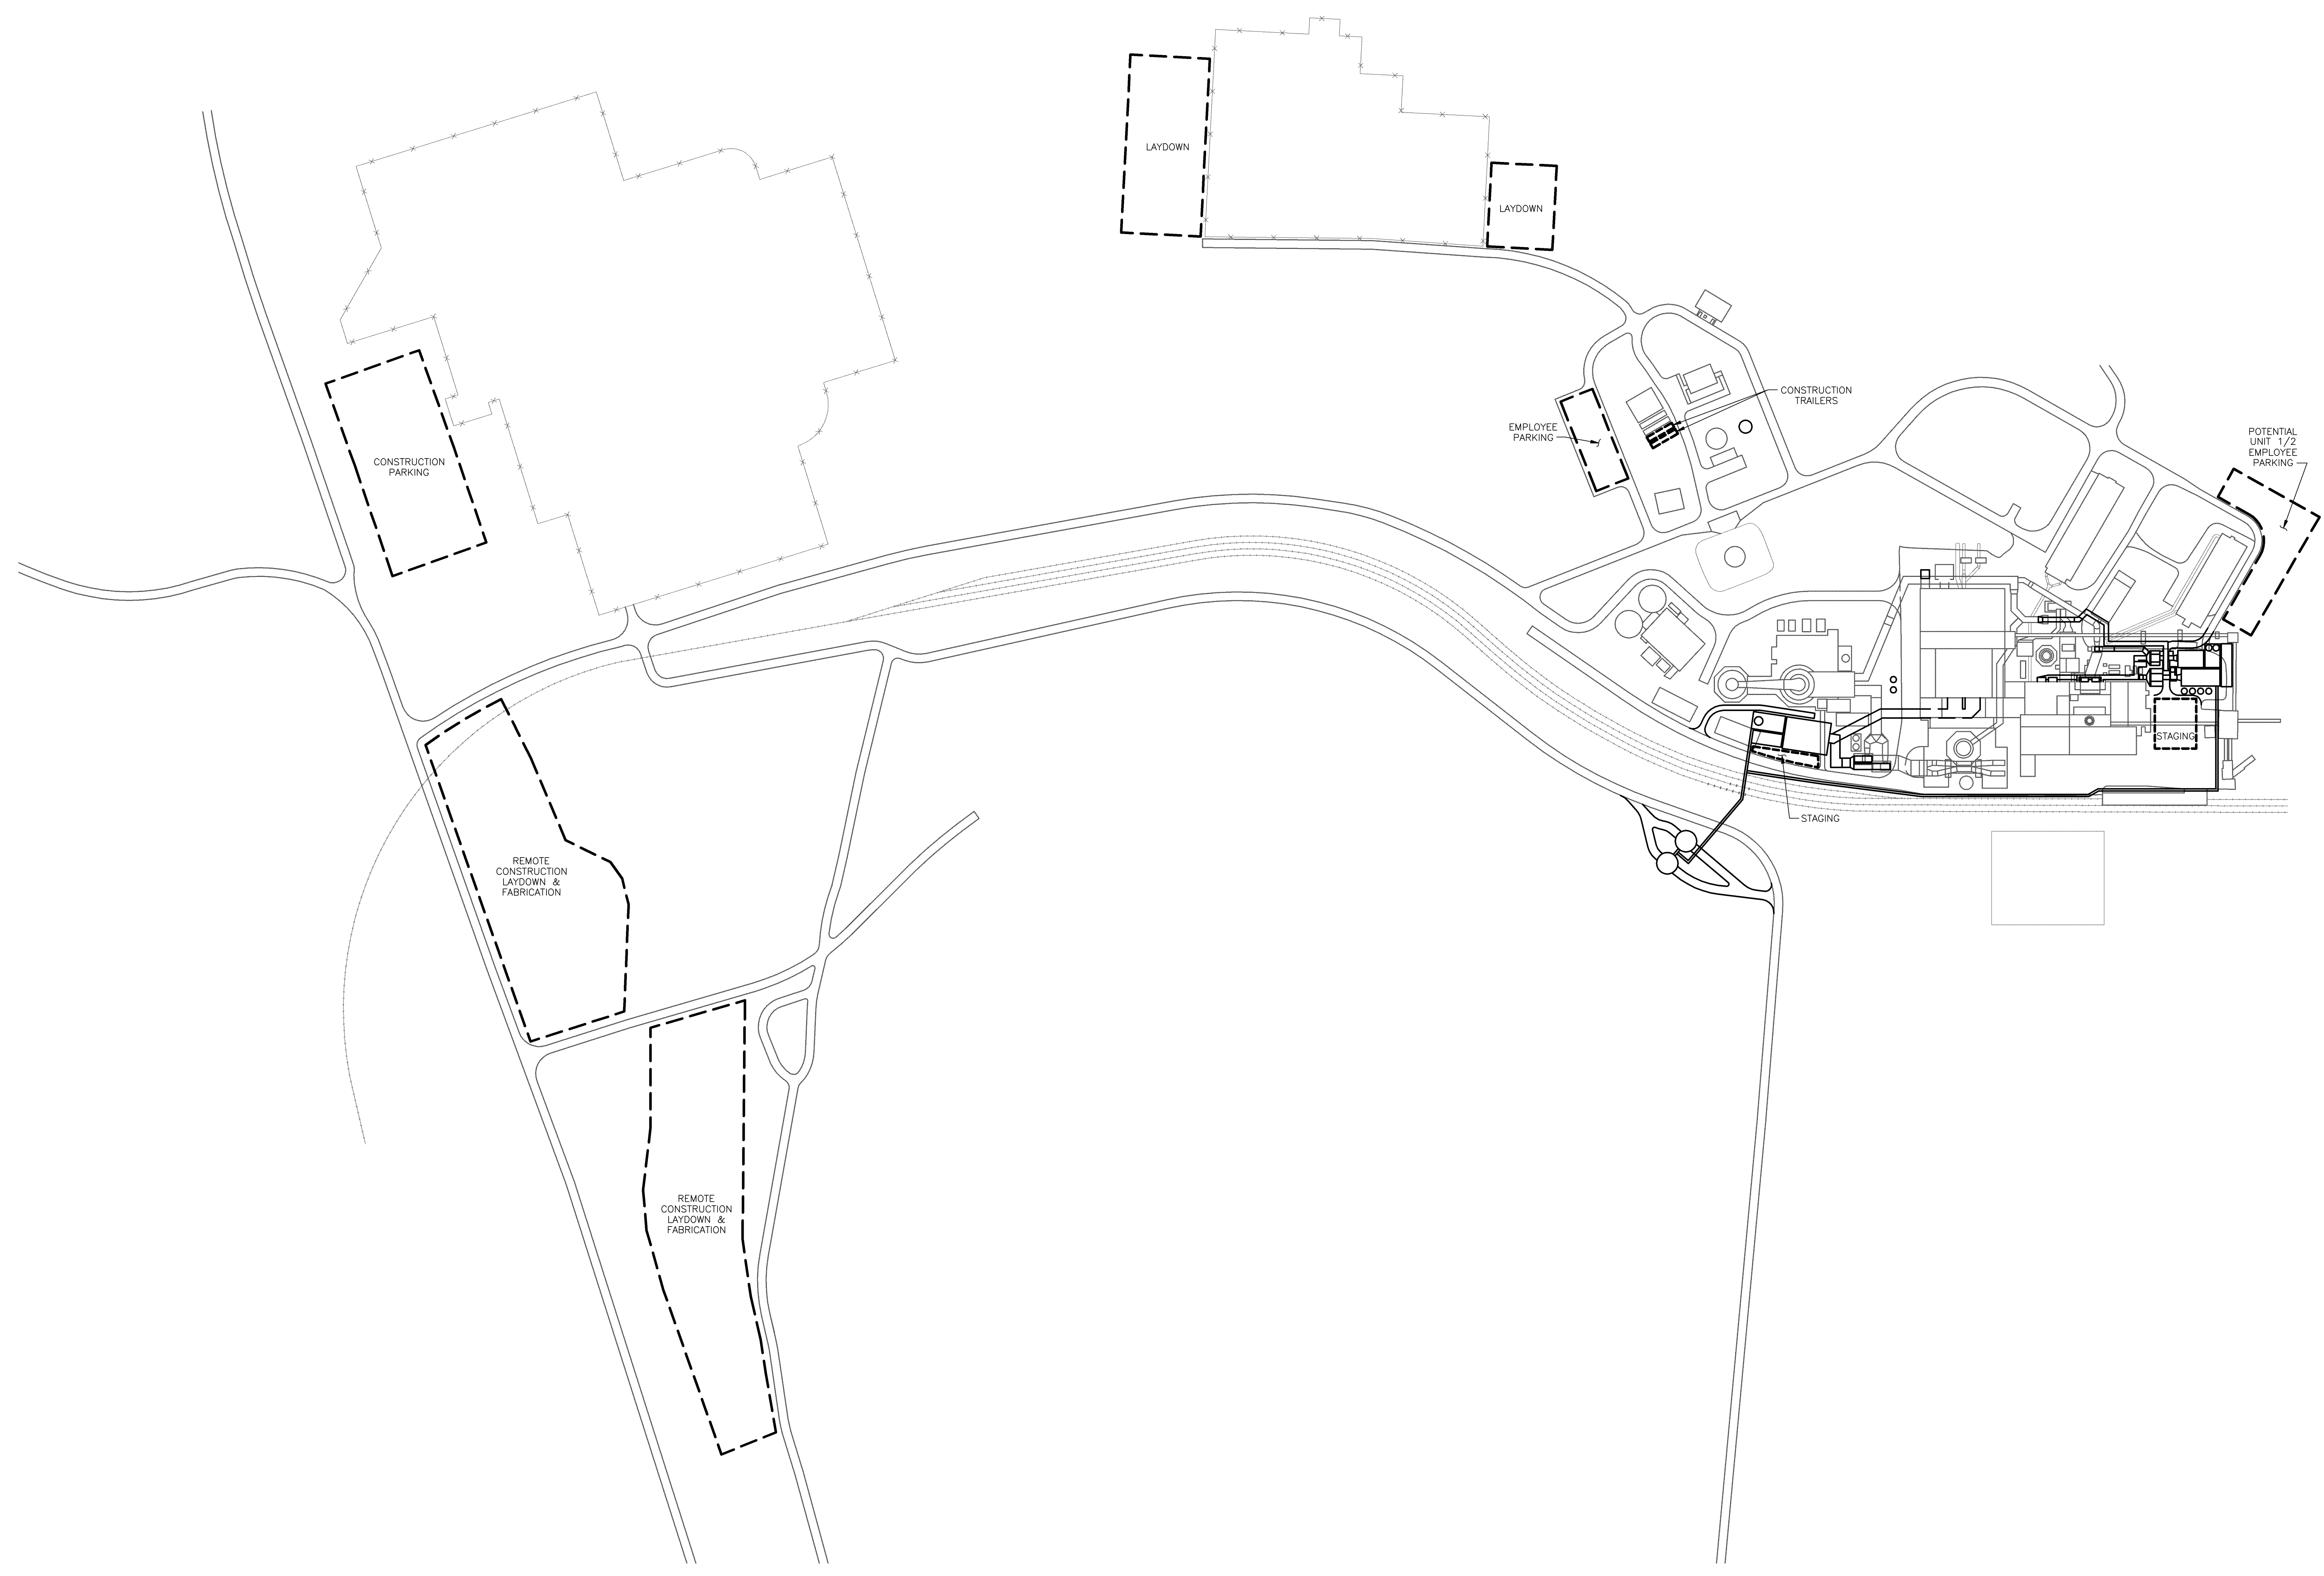 LAYDOWN
LAYDOWN
CONSTRUCTION
TRAILERS
EMPLOYEE
PARKING
POTENTIAL
UNIT 1/2
EMPLOYEE
PARKING
CONSTRUCTION
PARKING
STAGING
STAGING
REMOTE
CONSTRUCTION
LAYDOWN &
FABRICATION
REMOTE
CONSTRUCTION
LAYDOWN &
FABRICATION